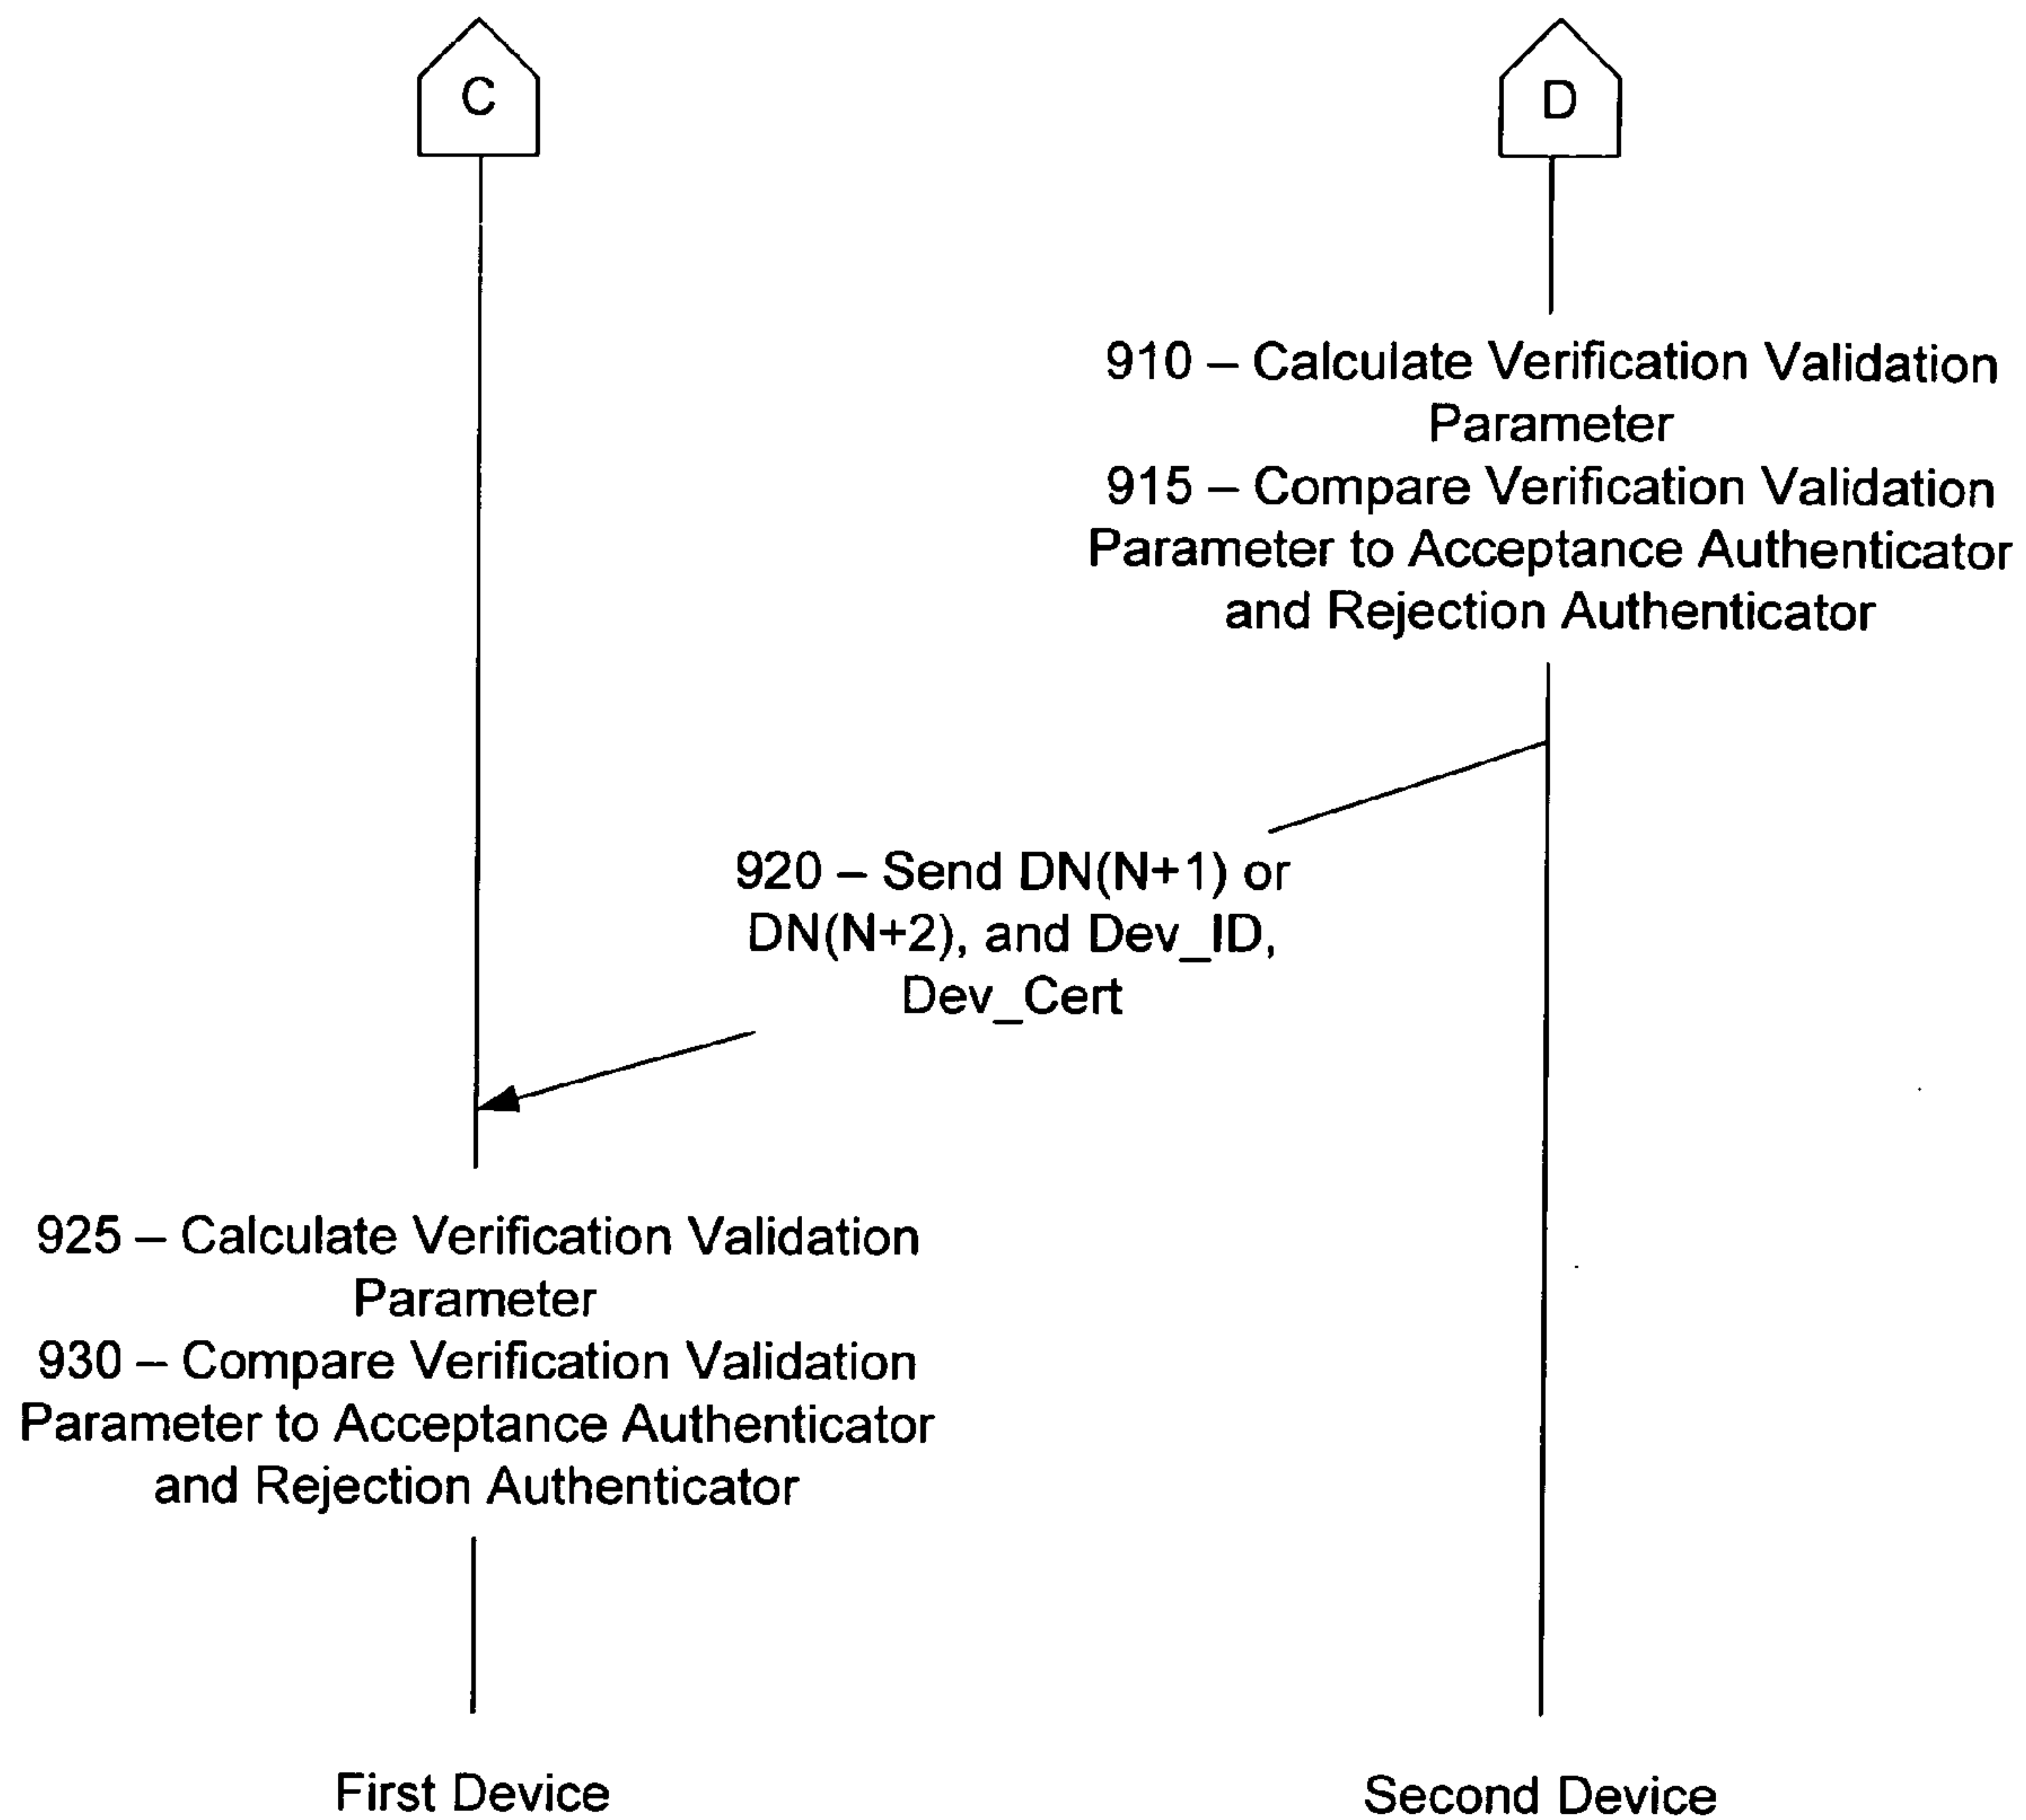 C
D
910 – Calculate Verification Validation
Parameter
915 – Compare Verification Validation
Parameter to Acceptance Authenticator
and Rejection Authenticator
920 – Send DN(N+1) or
DN(N+2), and Dev_ID,
Dev_Cert
925 – Calculate Verification Validation
Parameter
930 – Compare Verification Validation
Parameter to Acceptance Authenticator
and Rejection Authenticator
First Device
Second Device